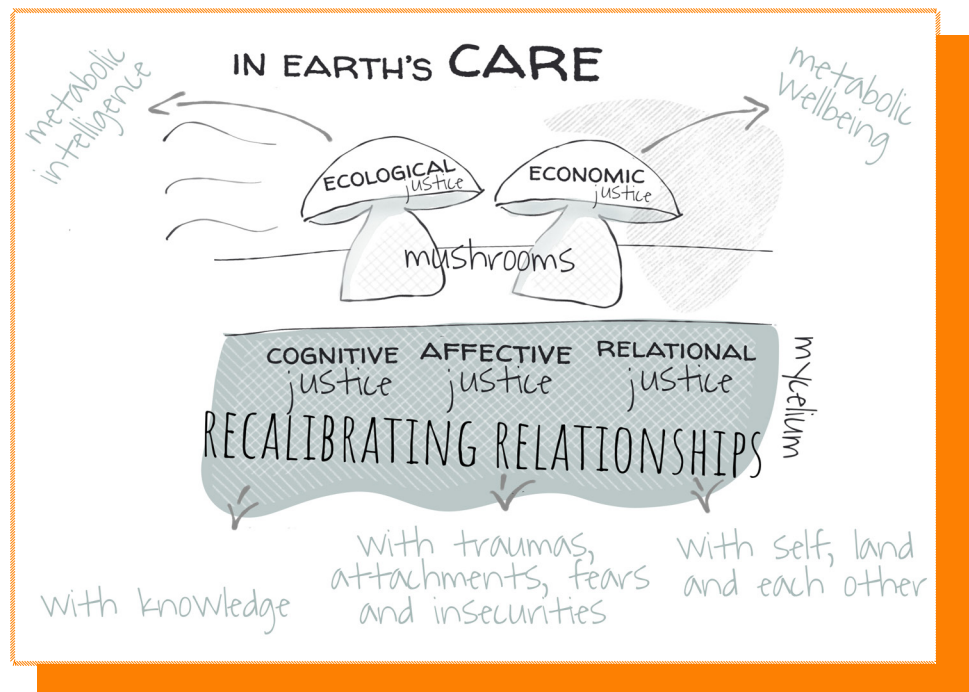 IN EARTH'S CARE
metabolic
intelligence
metabolic
wellbeing
ECOLOGICAL
justice
ECONOMIC
justice
mushrooms
COGNITIVE
justice
AFFECTIVE
justice
RELATIONAL
justice
mycelium
RECALIBRATING RELATIONSHIPS
with knowledge
with traumas,
attachments, fears
and insecurities
with self, land
and each other